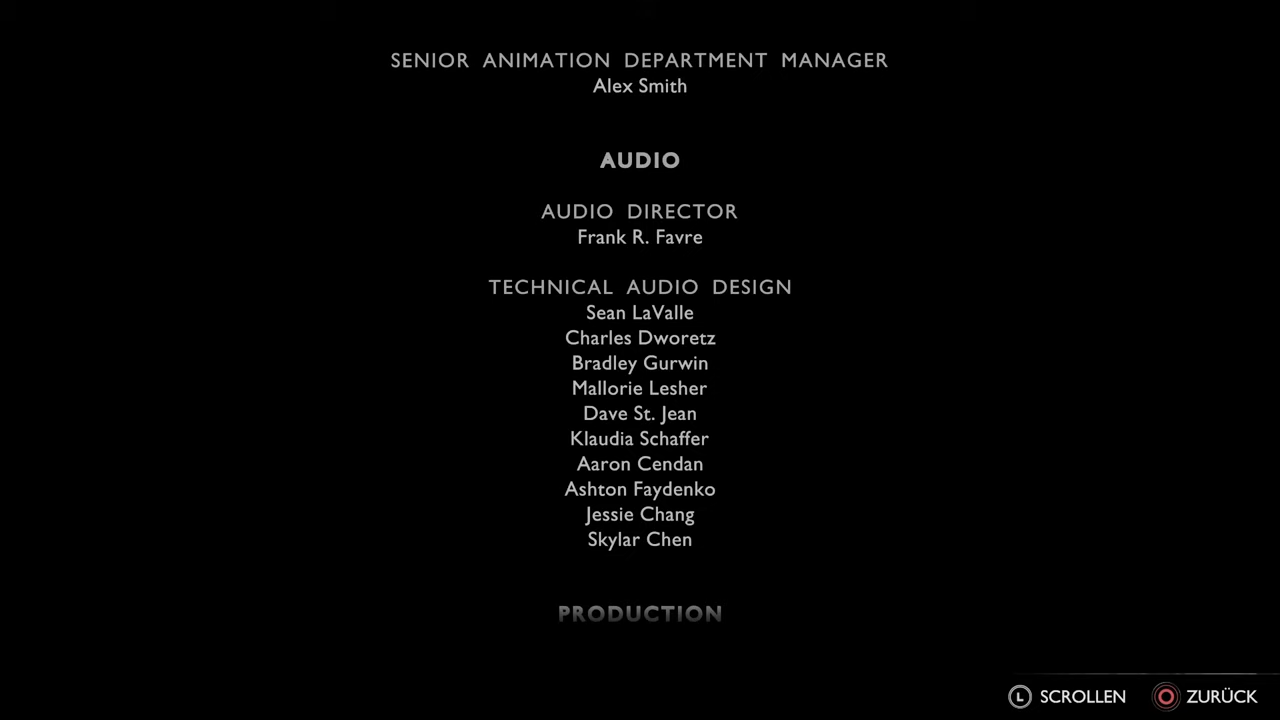 SENIOR ANIMATION DEPARTMENT MANAGER
Alex Smith
AUDIO
AUDIO DIRECTOR
Frank R. Favre
TECHNICAL AUDIO DESIGN
Sean LaValle
Charles Dworetz
Bradley Gurwin
Mallorie Lesher
Dave St. Jean
Klaudia Schaffer
Aaron Cendan
Ashton Faydenko
Jessie Chang
Skylar Chen
PRODUCTION
L SCROLLEN O ZURÜCK